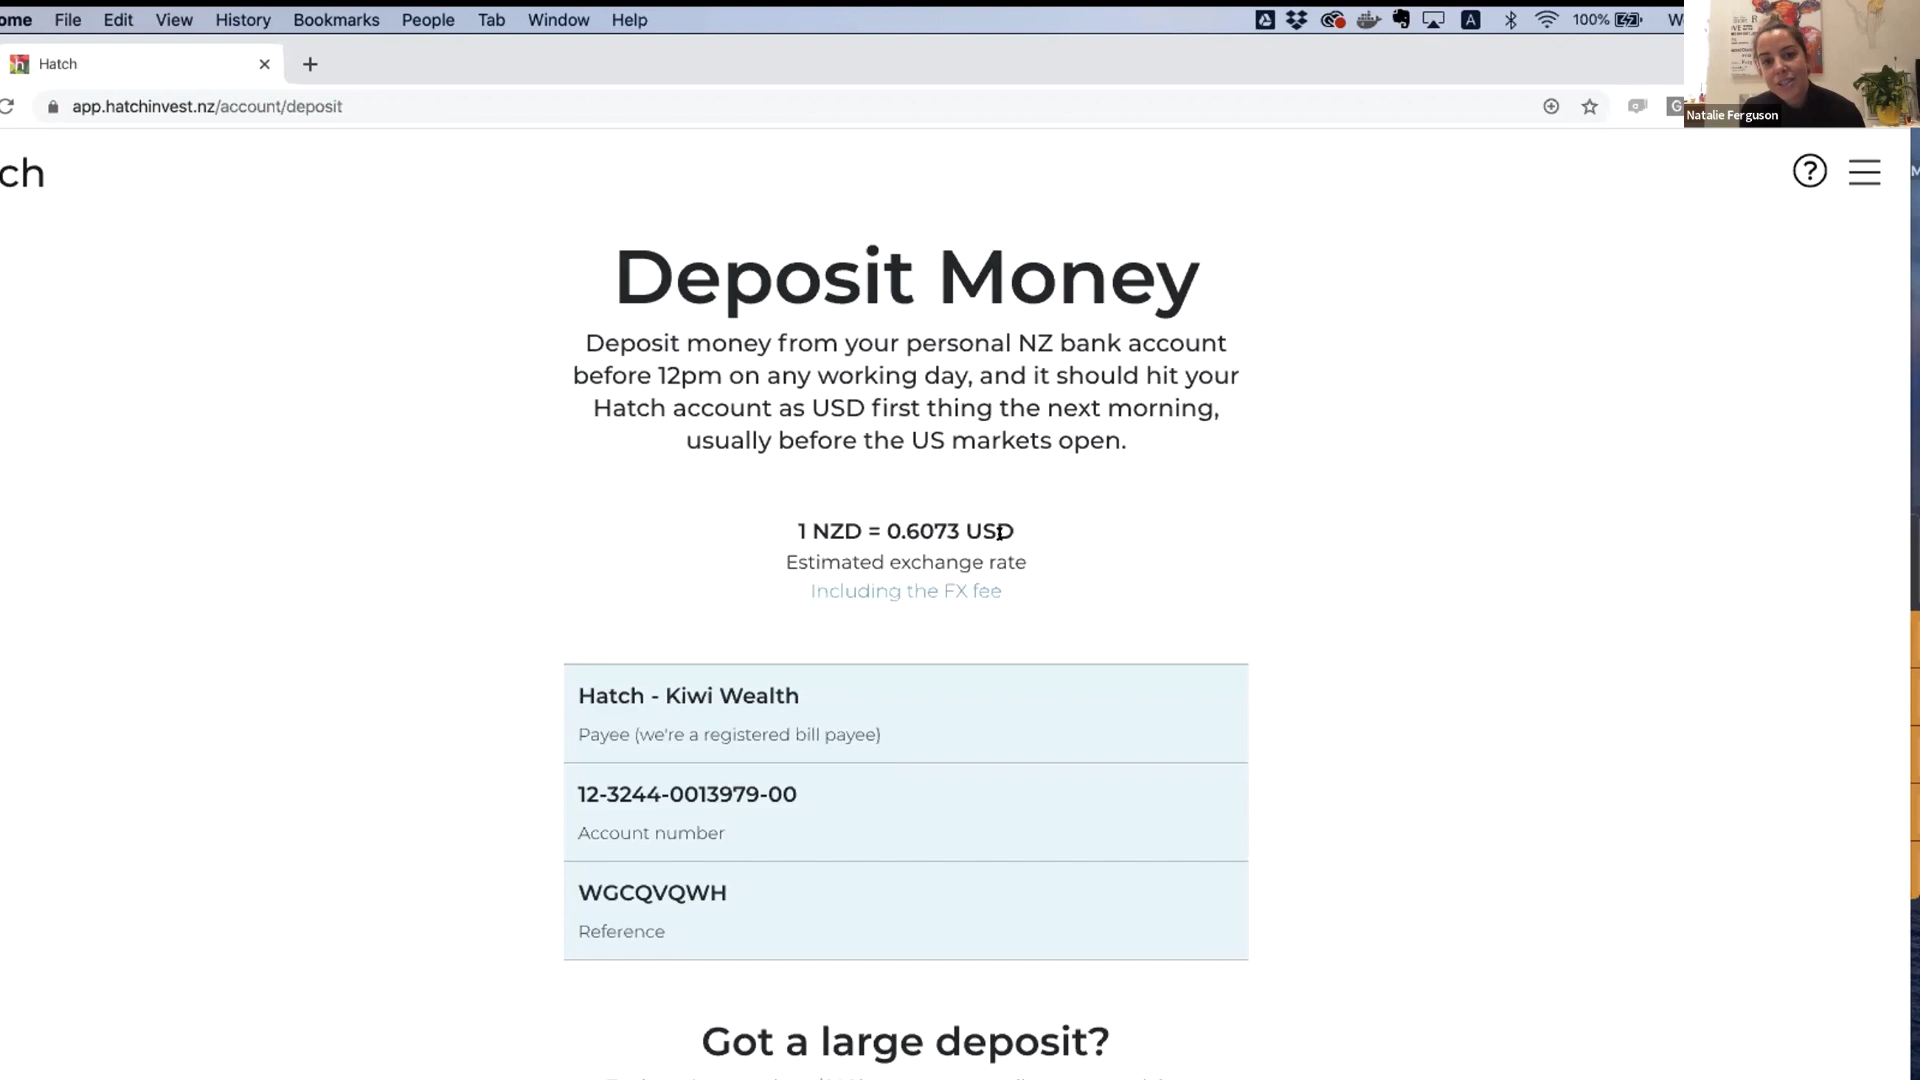 ome File Edit View History Bookmarks People Tab Window Help A 100% W
Hatch
app.hatchinvest.nz/account/deposit G
Natalie Ferguson
ch ?
Deposit Money
Deposit money from your personal NZ bank account
before 12pm on any working day, and it should hit your
Hatch account as USD first thing the next morning,
usually before the US markets open.
1 NZD = 0.6073 USD
Estimated exchange rate
Including the FX fee
Hatch - Kiwi Wealth
Payee (we're a registered bill payee)
12-3244-0013979-00
Account number
WGCQVQWH
Reference
Got a large deposit?